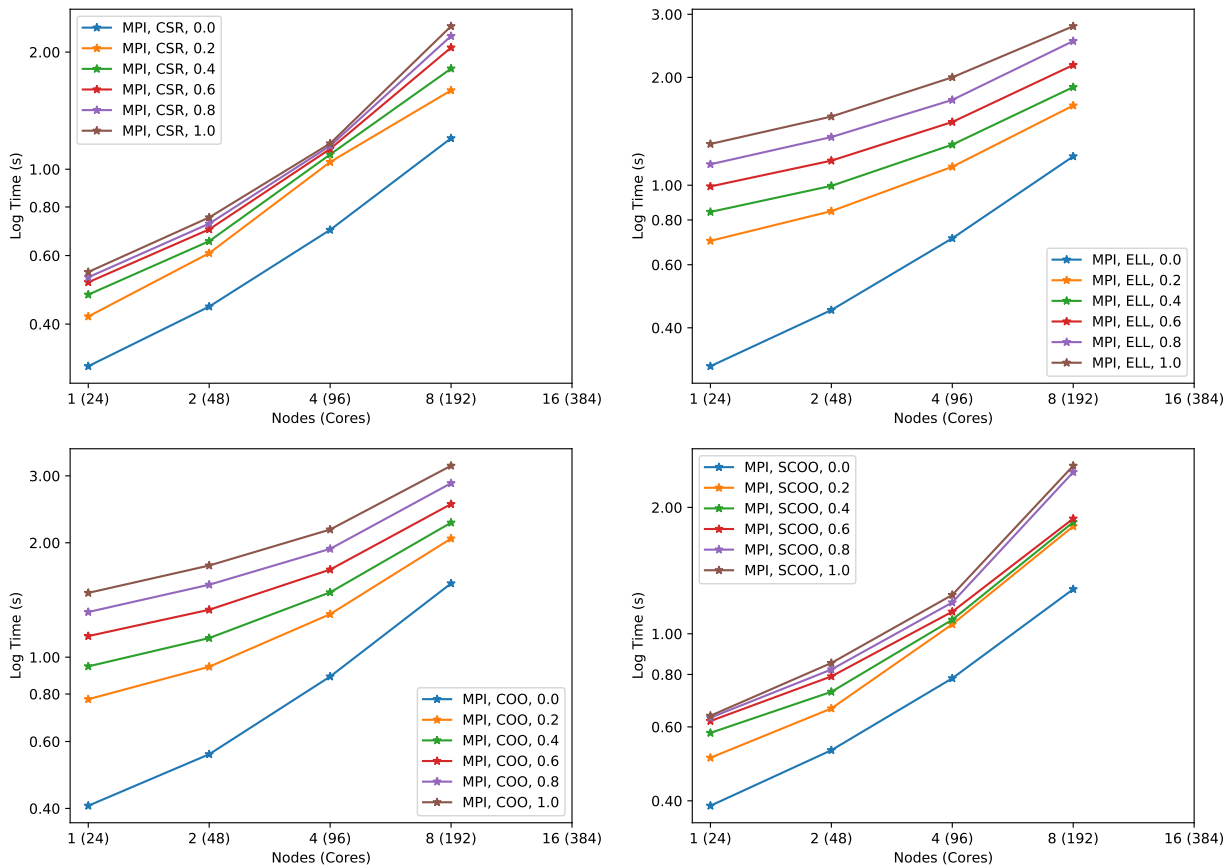 2.00
1.00
0.80
0.60
0.40
Log Time (s)
MPI, CSR, 0.0
MPI, CSR, 0.2
MPI, CSR, 0.4
MPI, CSR, 0.6
MPI, CSR, 0.8
MPI, CSR, 1.0
1 (24)
2 (48)
4 (96)
8 (192)
16 (384)
Nodes (Cores)
3.00
2.00
1.00
0.80
0.60
0.40
Log Time (s)
MPI, ELL, 0.0
MPI, ELL, 0.2
MPI, ELL, 0.4
MPI, ELL, 0.6
MPI, ELL, 0.8
MPI, ELL, 1.0
1 (24)
2 (48)
4 (96)
8 (192)
16 (384)
Nodes (Cores)
3.00
2.00
1.00
0.80
0.60
0.40
Log Time (s)
MPI, COO, 0.0
MPI, COO, 0.2
MPI, COO, 0.4
MPI, COO, 0.6
MPI, COO, 0.8
MPI, COO, 1.0
1 (24)
2 (48)
4 (96)
8 (192)
16 (384)
Nodes (Cores)
2.00
1.00
0.80
0.60
0.40
Log Time (s)
MPI, SCOO, 0.0
MPI, SCOO, 0.2
MPI, SCOO, 0.4
MPI, SCOO, 0.6
MPI, SCOO, 0.8
MPI, SCOO, 1.0
1 (24)
2 (48)
4 (96)
8 (192)
16 (384)
Nodes (Cores)